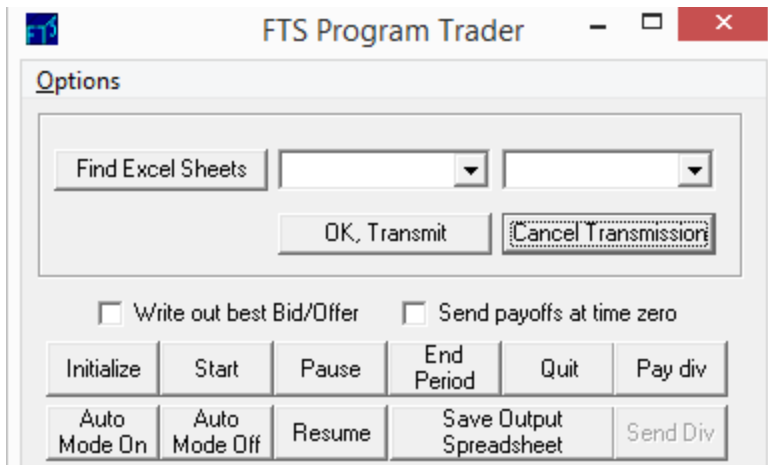 FTS FTS Program Trader
Options
Find Excel Sheets
OK, Transmit Cancel Transmission
Write out best Bid/Offer Send payoffs at time zero
Initialize Start Pause End Period Quit Pay div
Auto Mode On Auto Mode Off Resume Save Output Spreadsheet Send Div